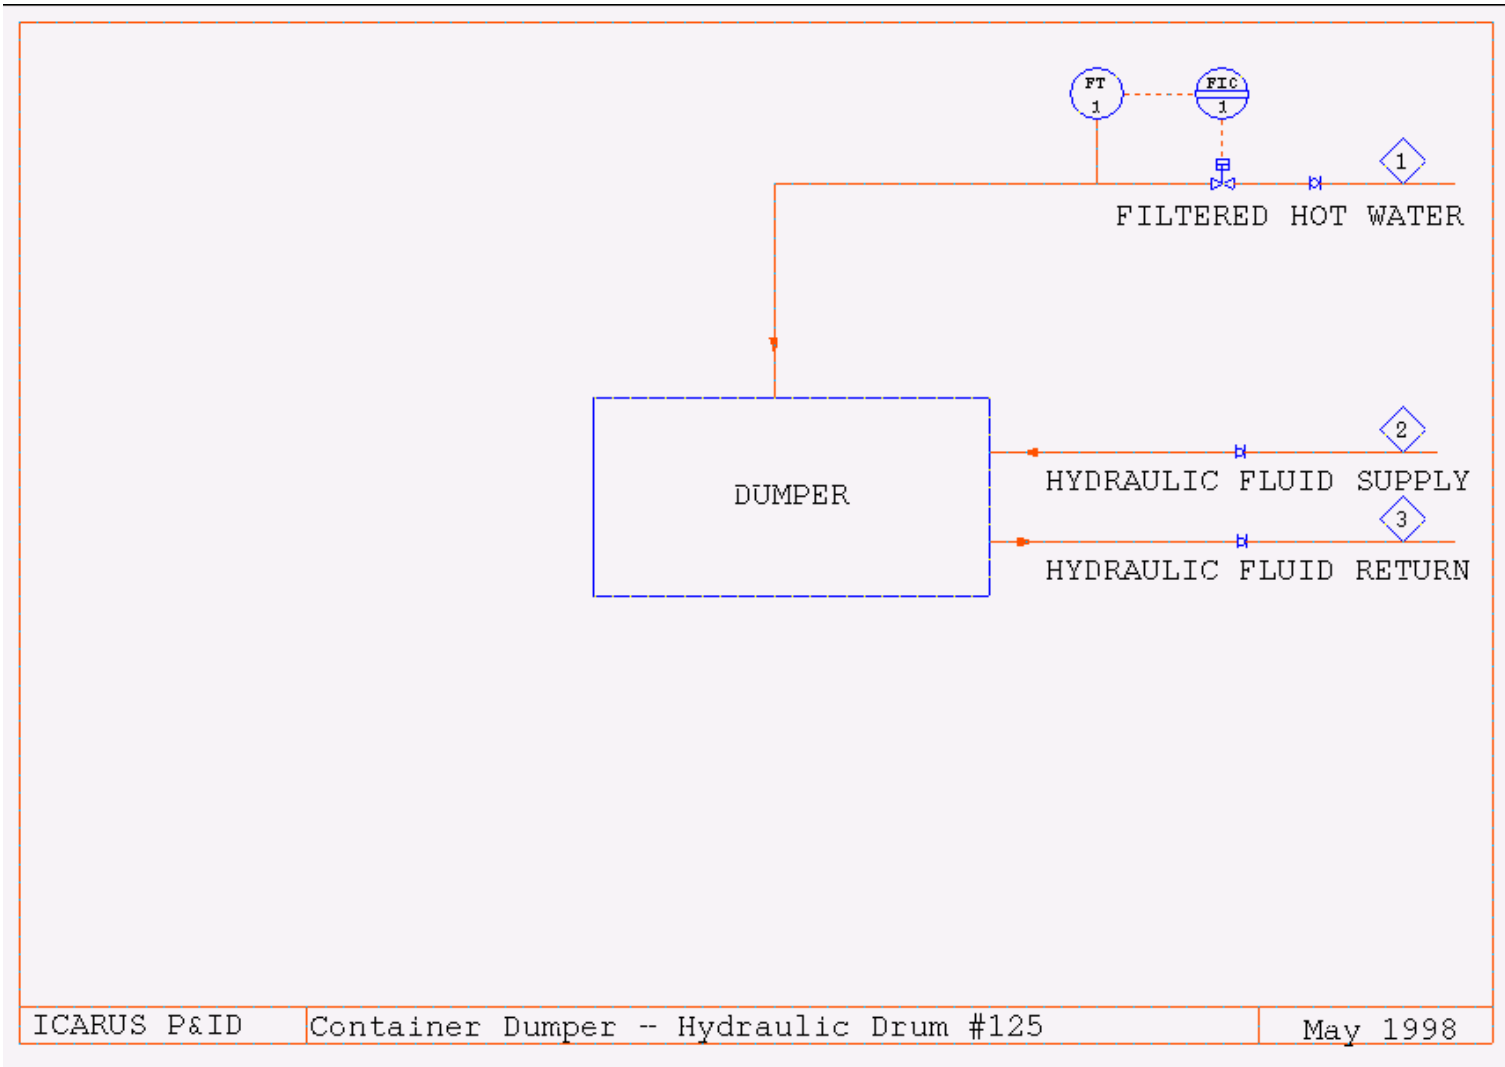 FT
1
FIC
1
1
FILTERED HOT WATER
2
DUMPER
HYDRAULIC FLUID SUPPLY
3
HYDRAULIC FLUID RETURN
ICARUS P&ID
Container Dumper -- Hydraulic Drum #125
May 1998